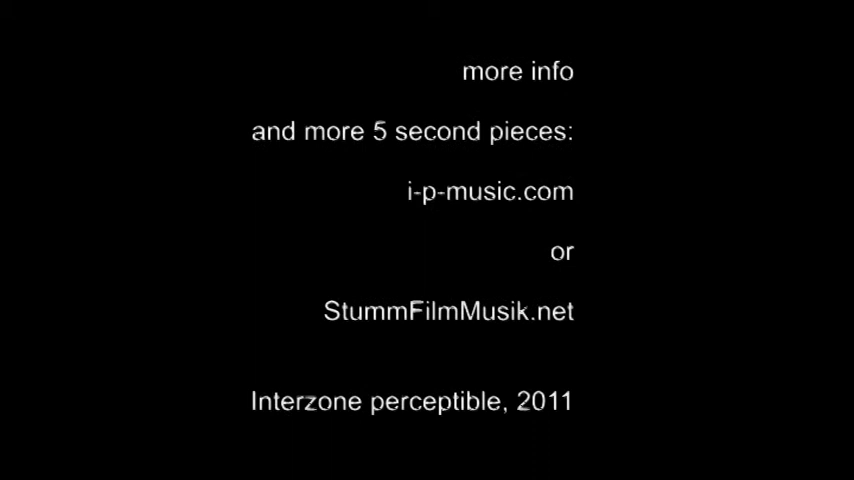 more info
and more 5 second pieces:
i-p-music.com
or
StummFilmMusik.net
Interzone perceptible, 2011